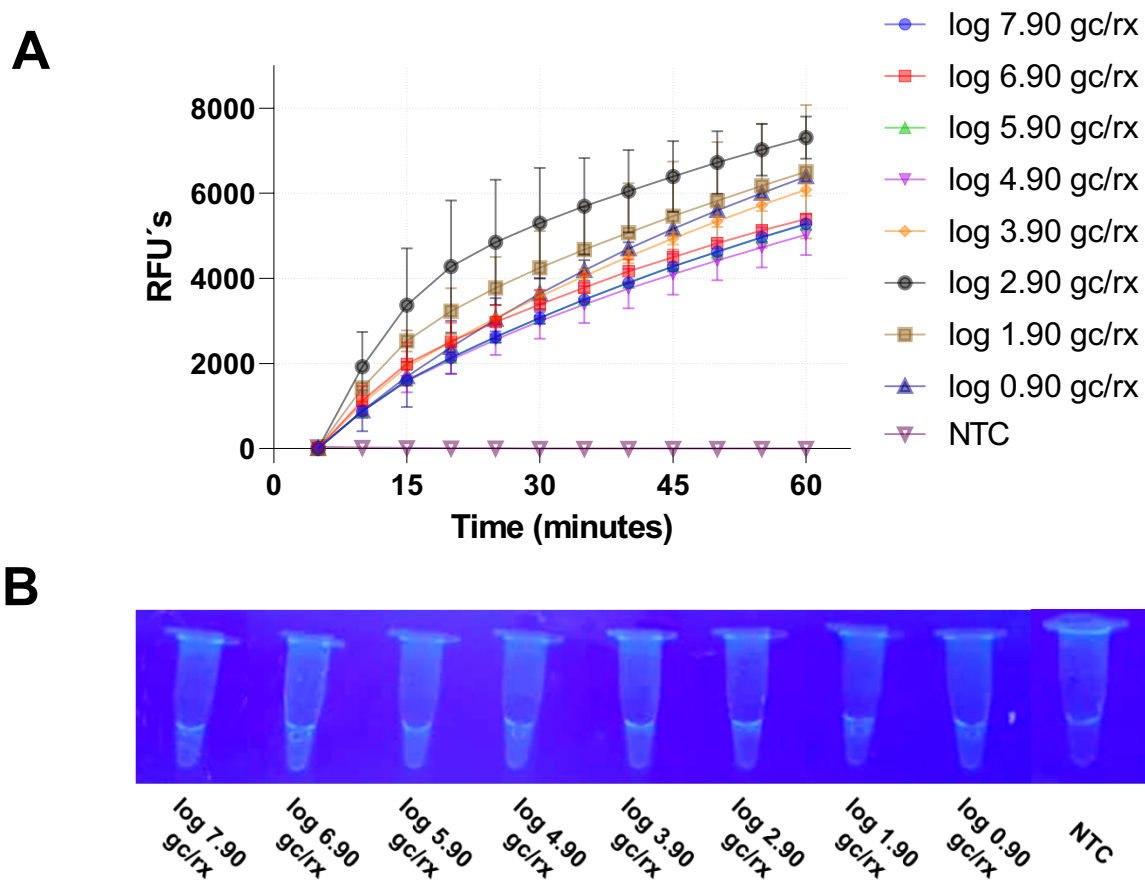 A
RFU´s
8000
6000
4000
2000
0
0 15 30 45 60
Time (minutes)
log 7.90 gc/rx
log 6.90 gc/rx
log 5.90 gc/rx
log 4.90 gc/rx
log 3.90 gc/rx
log 2.90 gc/rx
log 1.90 gc/rx
log 0.90 gc/rx
NTC
B
log 7.90
gc/rx
log 6.90
gc/rx
log 5.90
gc/rx
log 4.90
gc/rx
log 3.90
gc/rx
log 2.90
gc/rx
log 1.90
gc/rx
log 0.90
gc/rx
NTC